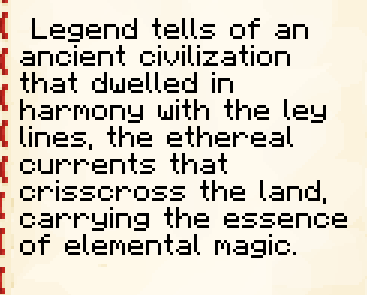 Legend tells of an
ancient civilization
that dwelled in
harmony with the ley
lines, the ethereal
currents that
crisscross the land,
carrying the essence
of elemental magic.